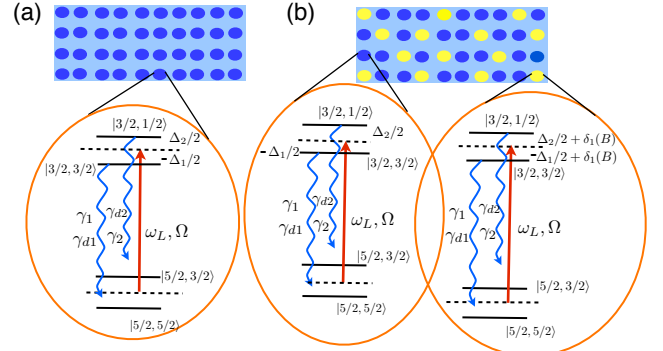 (a)
(b)
|3/2, 1/2⟩
Δ₂/2
-Δ₁/2
|3/2, 3/2⟩
γ₁
γd1
γd2
γ₂
ω_L, Ω
|5/2, 3/2⟩
|5/2, 5/2⟩
|3/2, 1/2⟩
Δ₂/2
-Δ₁/2
|3/2, 3/2⟩
γ₁
γd1
γd2
γ₂
ω_L, Ω
|5/2, 3/2⟩
|5/2, 5/2⟩
|3/2, 1/2⟩
Δ₂/2 + δ₁(B)
-Δ₁/2 + δ₁(B)
|3/2, 3/2⟩
γ₁
γd1
γd2
γ₂
ω_L, Ω
|5/2, 3/2⟩
|5/2, 5/2⟩